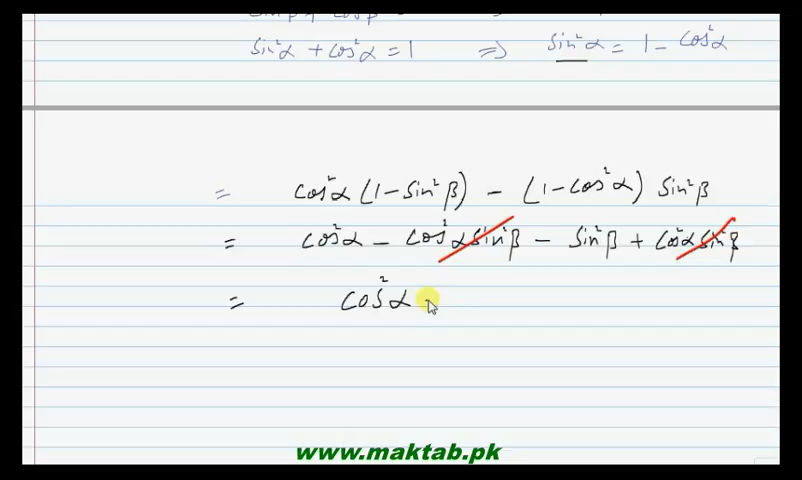 sin²α + cos²α = 1 ⇒ sin²α = 1 - cos²α
= cos²α (1 - sin²β) - (1 - cos²α) sin²β
= cos²α - cos²α sin²β - sin²β + cos²α sin²β
= cos²α
www.maktab.pk